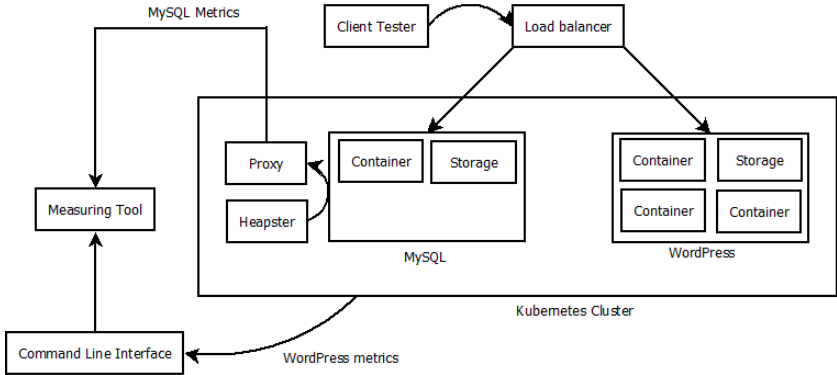 MySQL Metrics
Client Tester
Load balancer
Proxy
Container
Storage
Container
Storage
Measuring Tool
Heapster
Container
Container
MySQL
WordPress
Kubernetes Cluster
Command Line Interface
WordPress metrics